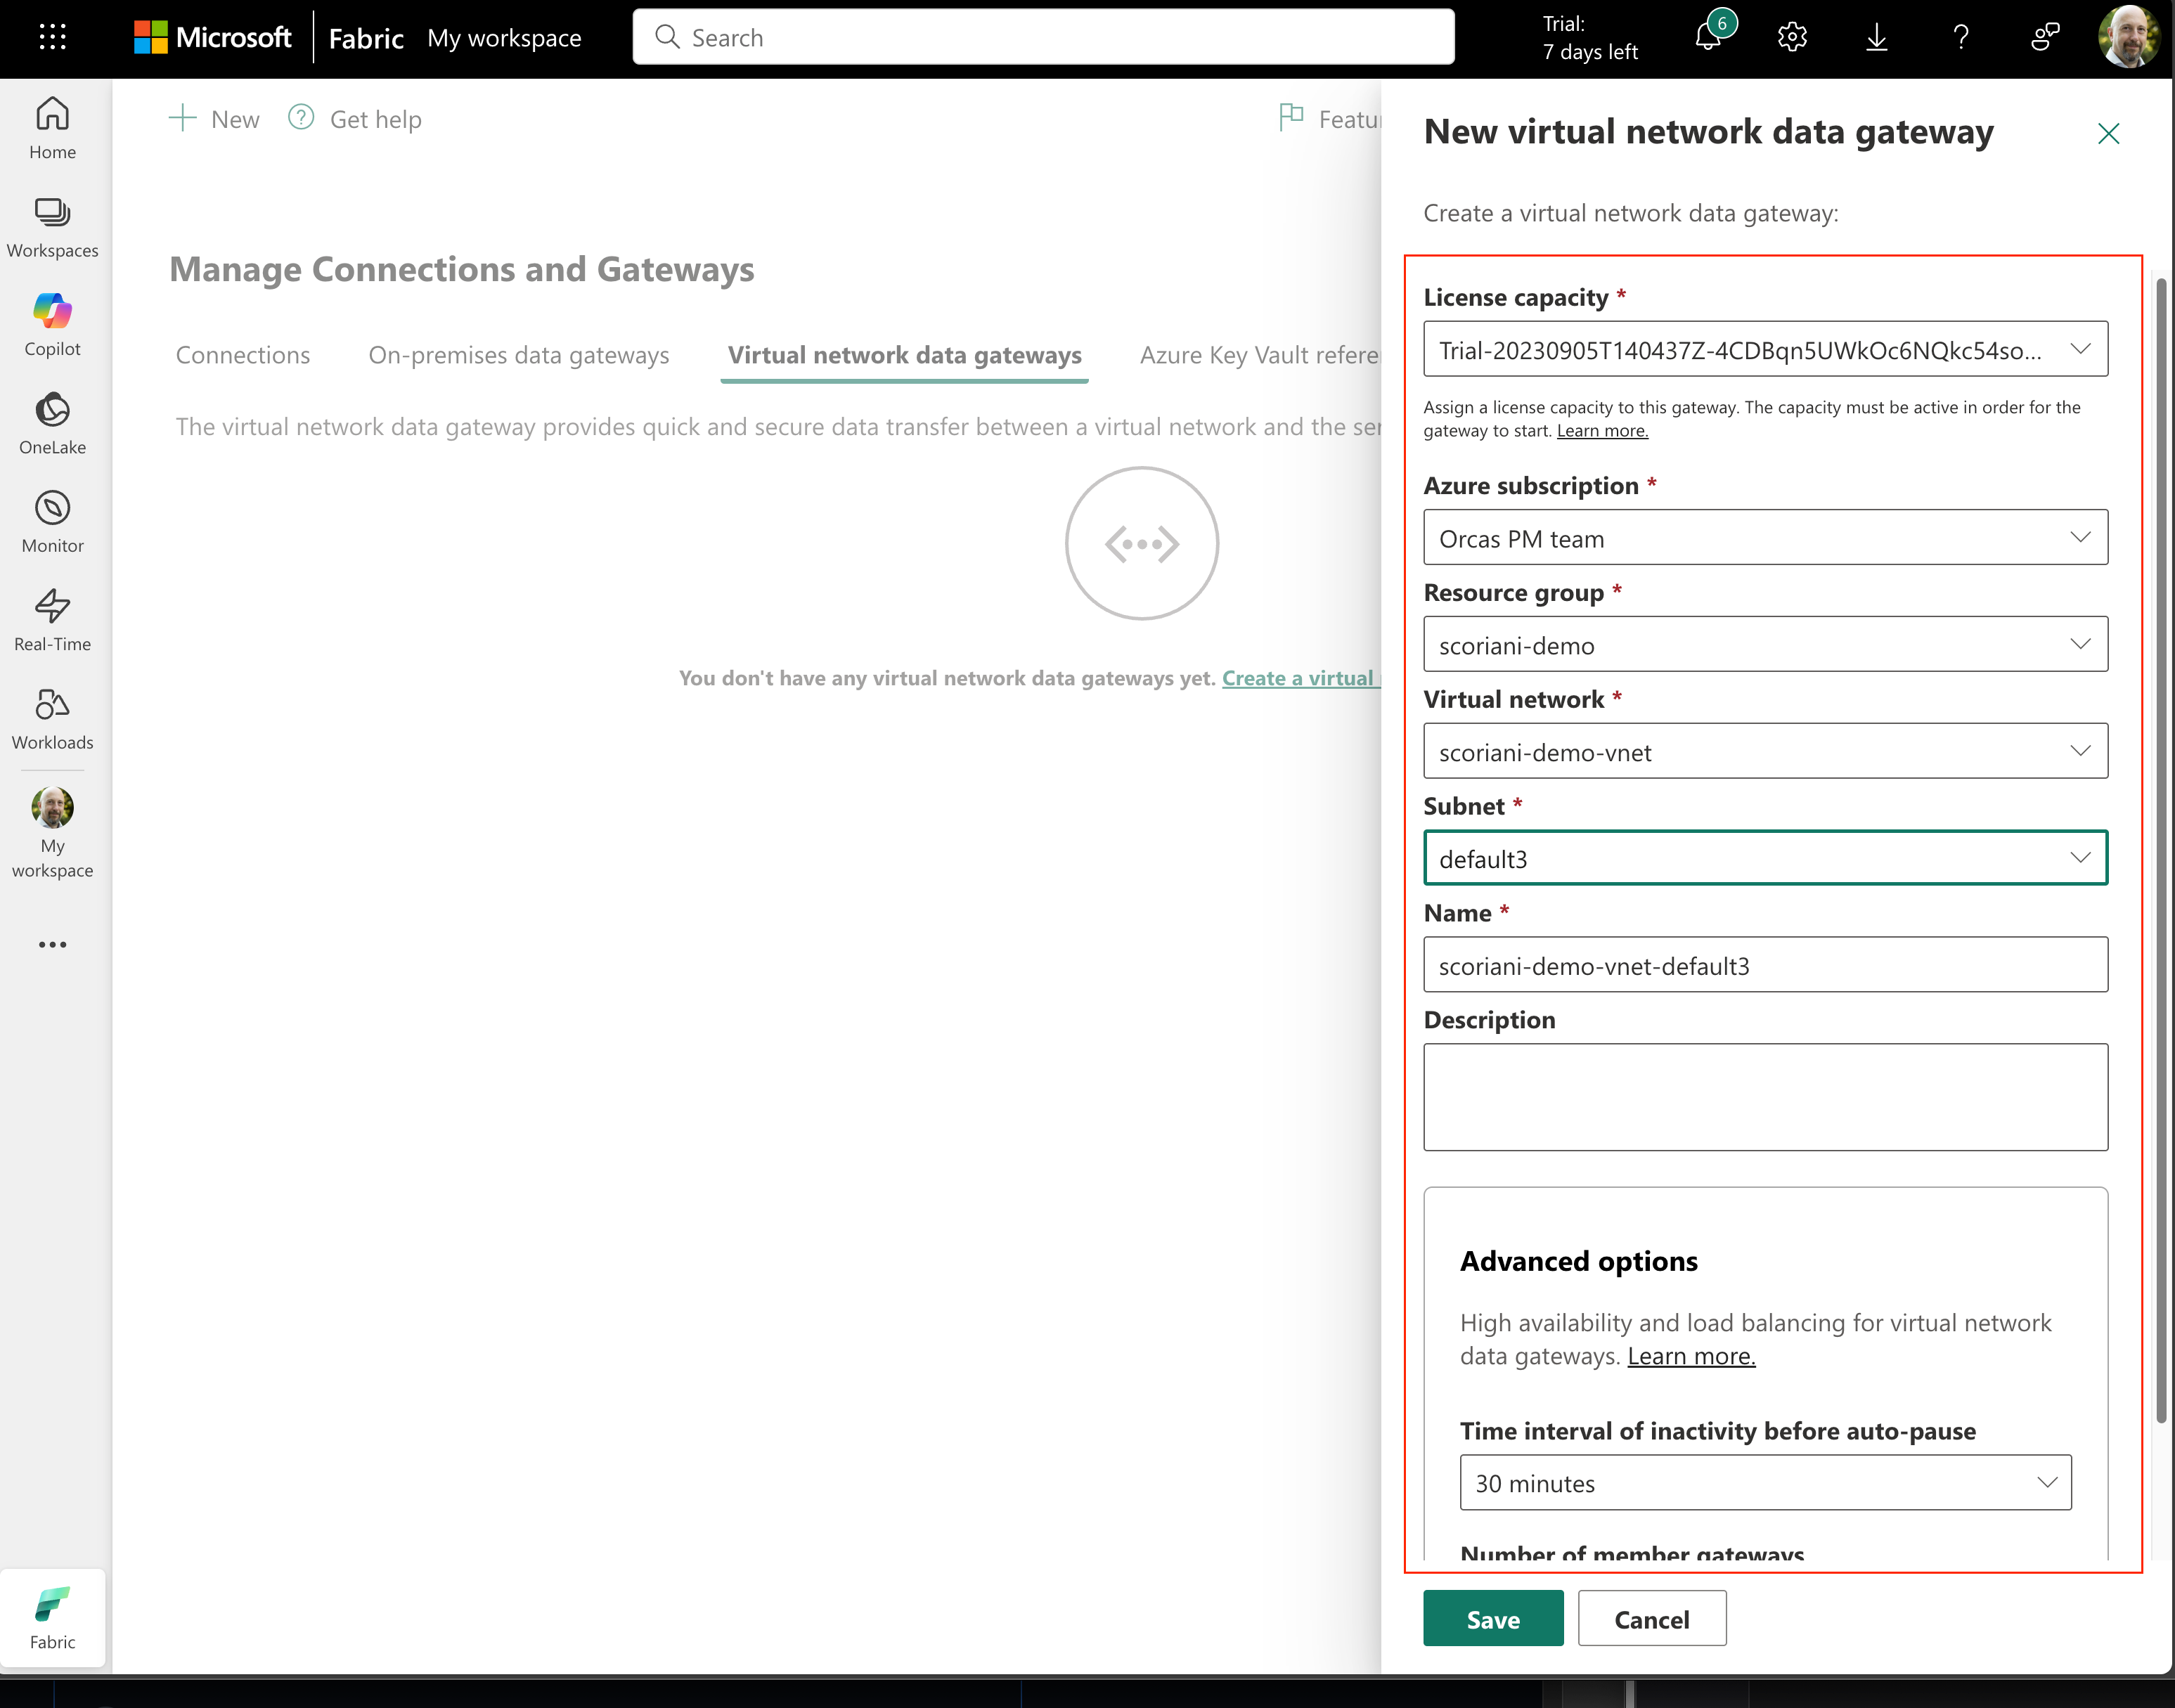 Microsoft
Fabric
My workspace
Search
Trial:
7 days left
6
Home
Workspaces
Copilot
OneLake
Monitor
Real-Time
Workloads
My
workspace
Fabric
New
Get help
Manage Connections and Gateways
Connections
On-premises data gateways
Virtual network data gateways
Azure Key Vault
The virtual network data gateway provides quick and secure data transfer between a virtual network and the
You don't have any virtual network data gateways yet. Create a virtual
New virtual network data gateway
Create a virtual network data gateway:
License capacity *
Trial-20230905T140437Z-4CDBqn5UWkOc6NQkc54so...
Assign a license capacity to this gateway. The capacity must be active in order for the
gateway to start. Learn more.
Azure subscription *
Orcas PM team
Resource group *
scoriani-demo
Virtual network *
scoriani-demo-vnet
Subnet *
default3
Name *
scoriani-demo-vnet-default3
Description
Advanced options
High availability and load balancing for virtual network
data gateways. Learn more.
Time interval of inactivity before auto-pause
30 minutes
Number of member gateways
Save
Cancel